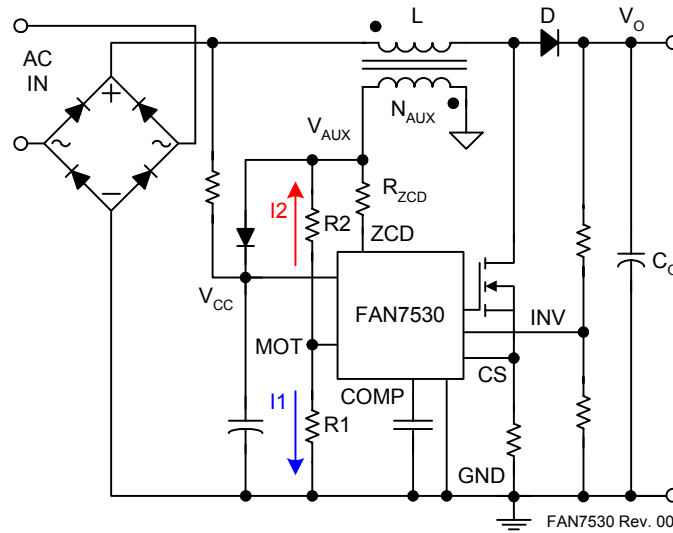 L
D
VO
AC
IN
NAUX
VAUX
RZCD
I2
R2
ZCD
VCC
FAN7530
CO
INV
MOT
CS
COMP
I1
R1
GND
FAN7530 Rev. 00